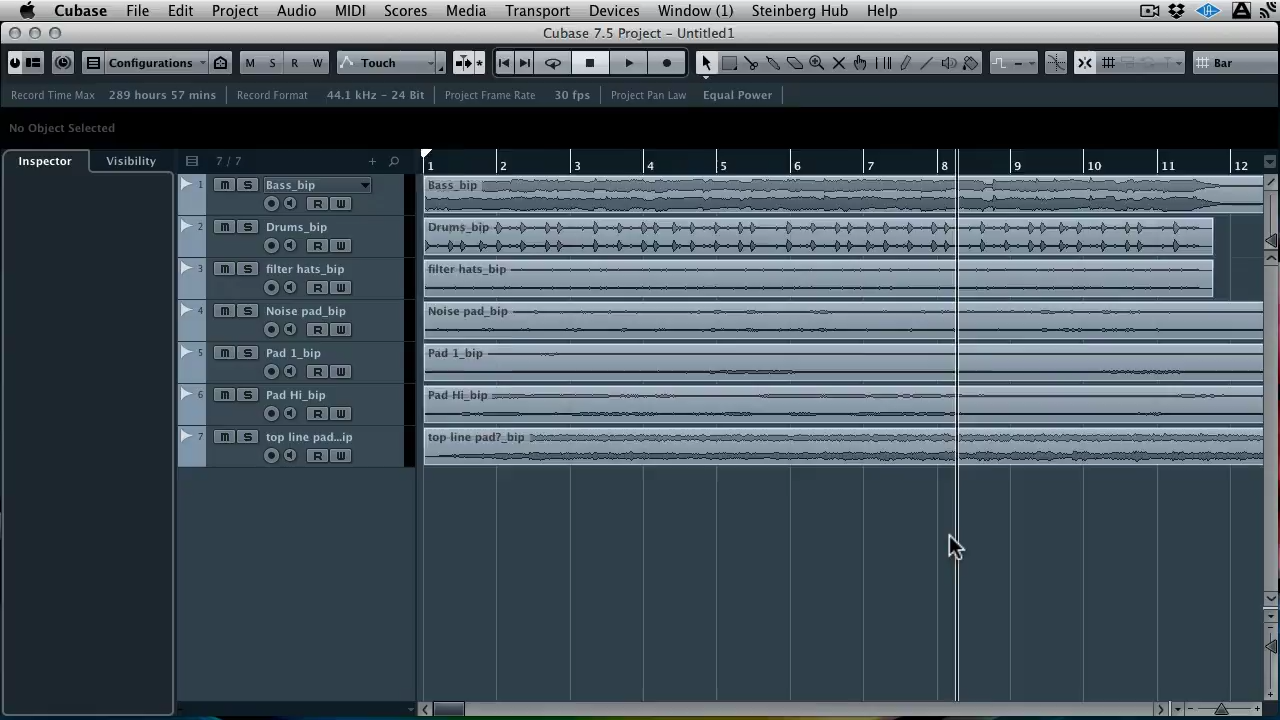 Cubase File Edit Project Audio MIDI Scores Media Transport Devices Window (1) Steinberg Hub Help
Cubase 7.5 Project - Untitled1
Configurations M S R W Touch Bar
Record Time Max 289 hours 57 mins Record Format 44.1 kHz - 24 Bit Project Frame Rate 30 fps Project Pan Law Equal Power
No Object Selected
Inspector Visibility 7 / 7 1 2 3 4 5 6 7 8 9 10 11 12
1 m S Bass_bip Bass_bip
R W
2 m S Drums_bip Drums_bip
R W
3 m S filter hats_bip filter hats_bip
R W
4 m S Noise pad_bip Noise pad_bip
R W
5 m S Pad 1_bip Pad 1_bip
R W
6 m S Pad Hi_bip Pad Hi_bip
R W
7 m S top line pad...ip top line pad?_bip
R W